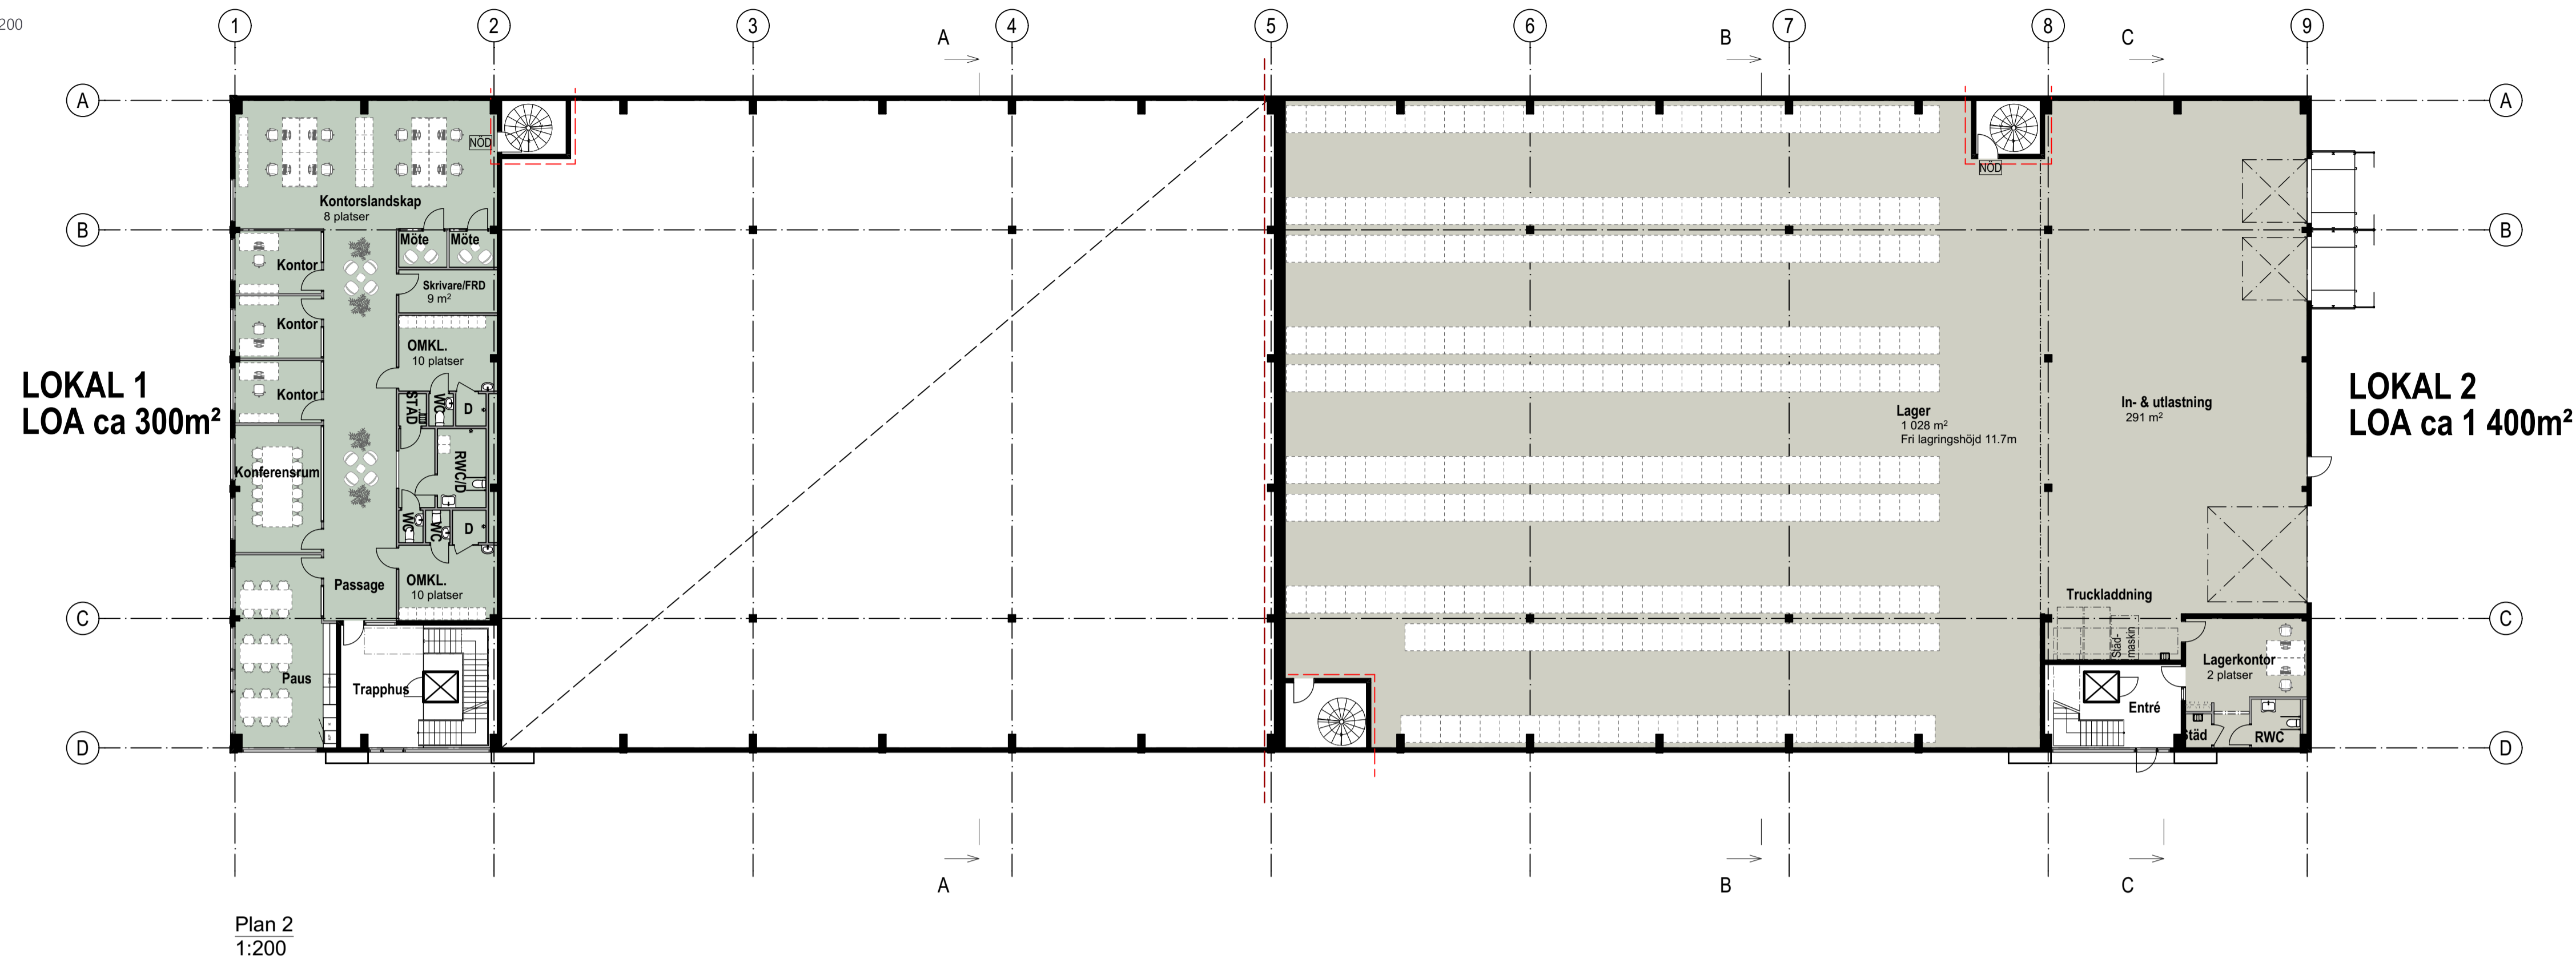 200
1 2 3 4 5 6 7 8 9
A B C
A A
NÖD
NÖD
Kontorslandskap
8 platser
B B
Möte Möte
Kontor
Skrivare/FRD
9 m²
Kontor
OMKL.
10 platser
LOKAL 1
LOA ca 300m²
Kontor
STÄD WC D
Lager
1 028 m²
Fri lagringshöjd 11.7m
In- & utlastning
291 m²
LOKAL 2
LOA ca 1 400m²
Konferensrum
RWC/D
WC WC D
OMKL.
10 platser
Passage
Truckladdning
C C
Städ-
maskin
Lagerkontor
2 platser
Paus
Trapphus
Entré
Städ
RWC
D D
A B C
Plan 2
1:200